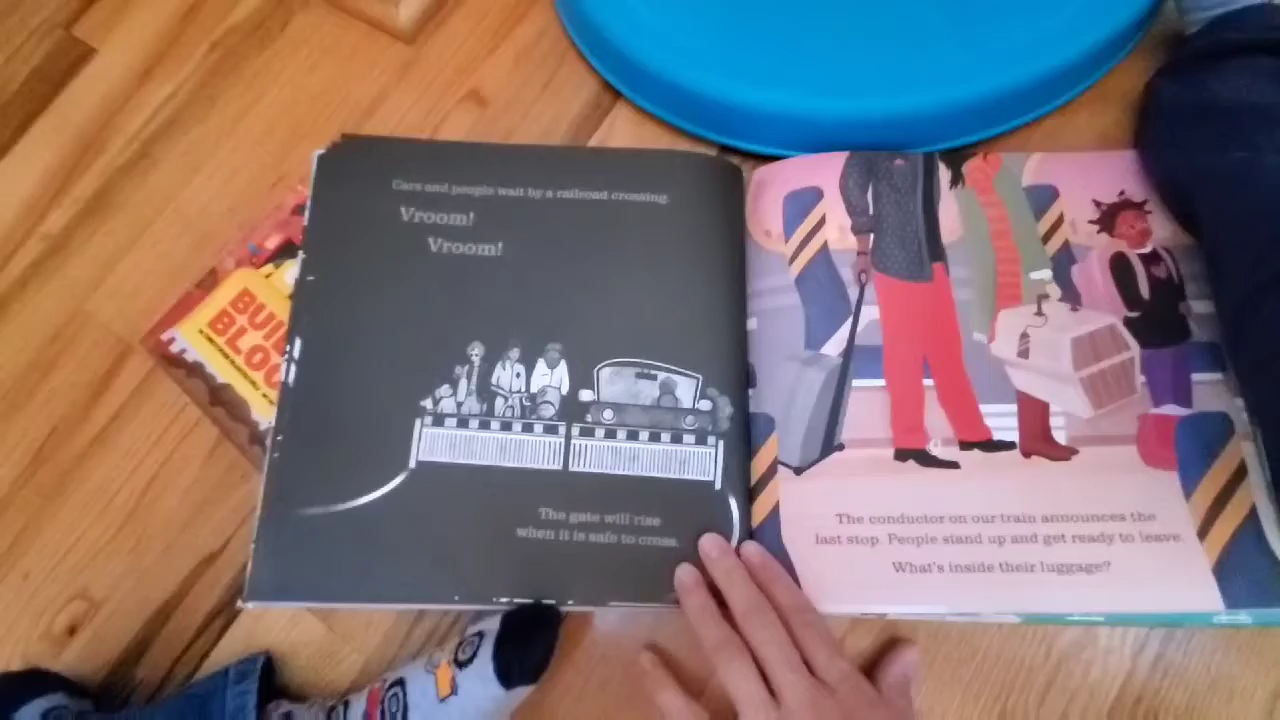 Cars and people wait by a railroad crossing.
Vroom!
Vroom!
The gate will rise
when it is safe to cross.
The conductor on our train announces the
last stop. People stand up and get ready to leave.
What's inside their luggage?